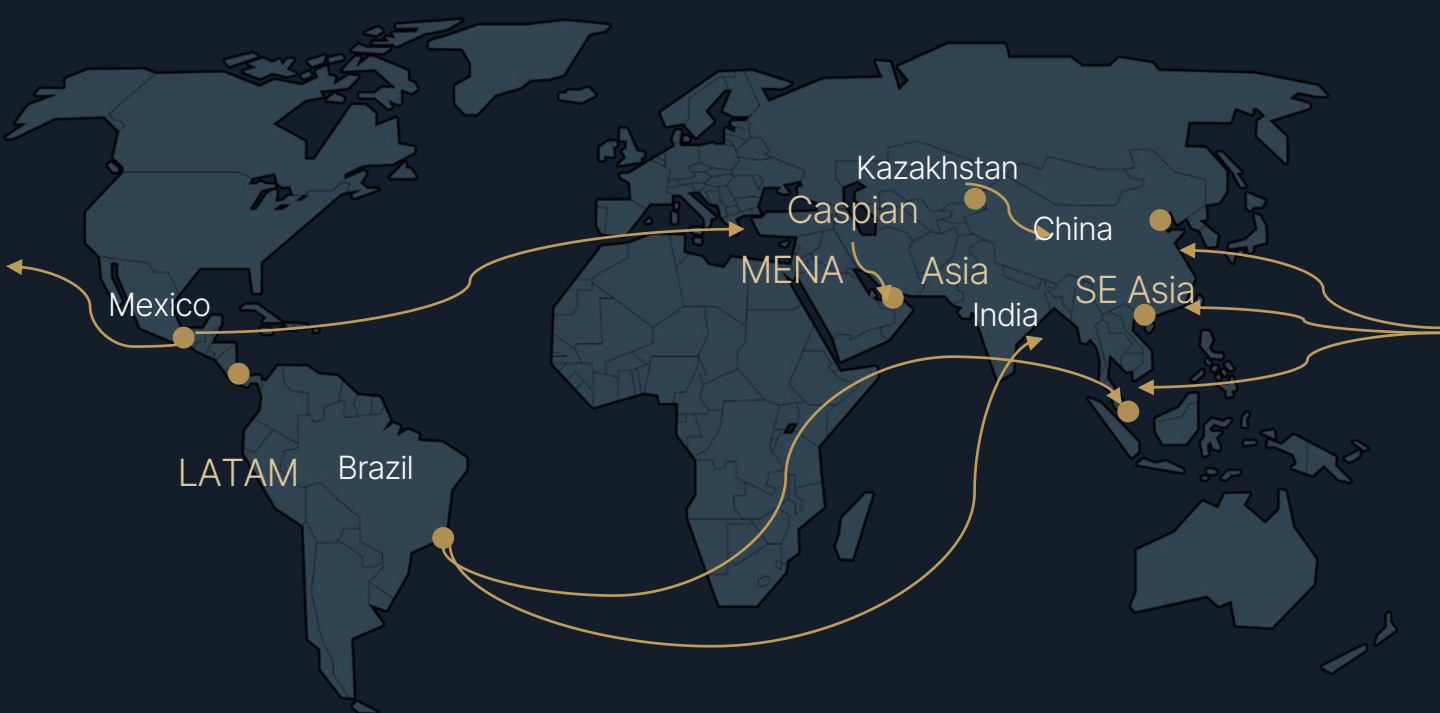 Kazakhstan
Caspian
China
MENA
Asia
SE Asia
Mexico
India
LATAM
Brazil